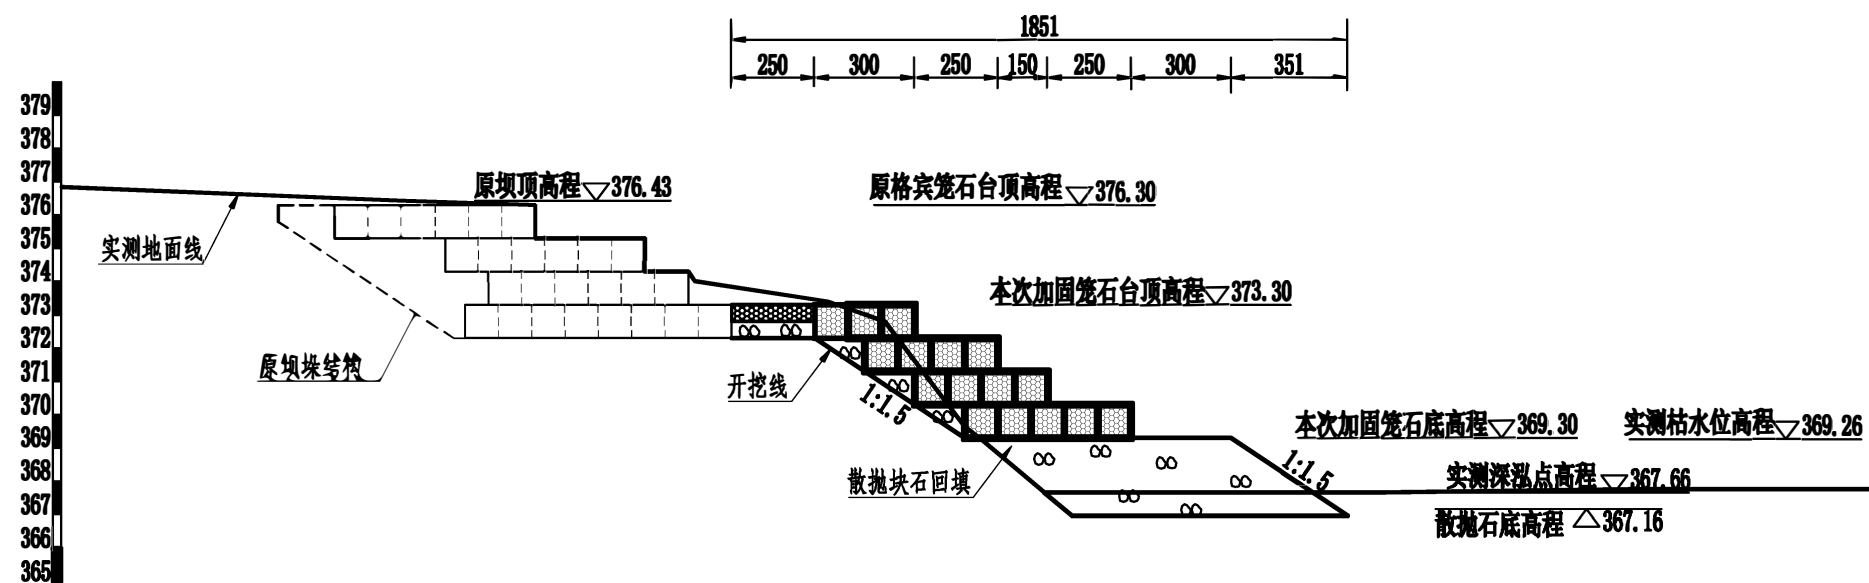 1851
250 300 250 150 250 300 351
379
378
377
376
375
374
373
372
371
370
369
368
367
366
365
原坝顶高程 376.43
原格宾笼石台顶高程 376.30
实测地面线
本次加固笼石台顶高程 373.30
原坝垛结构
开挖线
1:1.5
本次加固笼石底高程 369.30
实测枯水位高程 369.26
散抛块石回填
1:1.5
实测深泓点高程 367.66
散抛石底高程 367.16